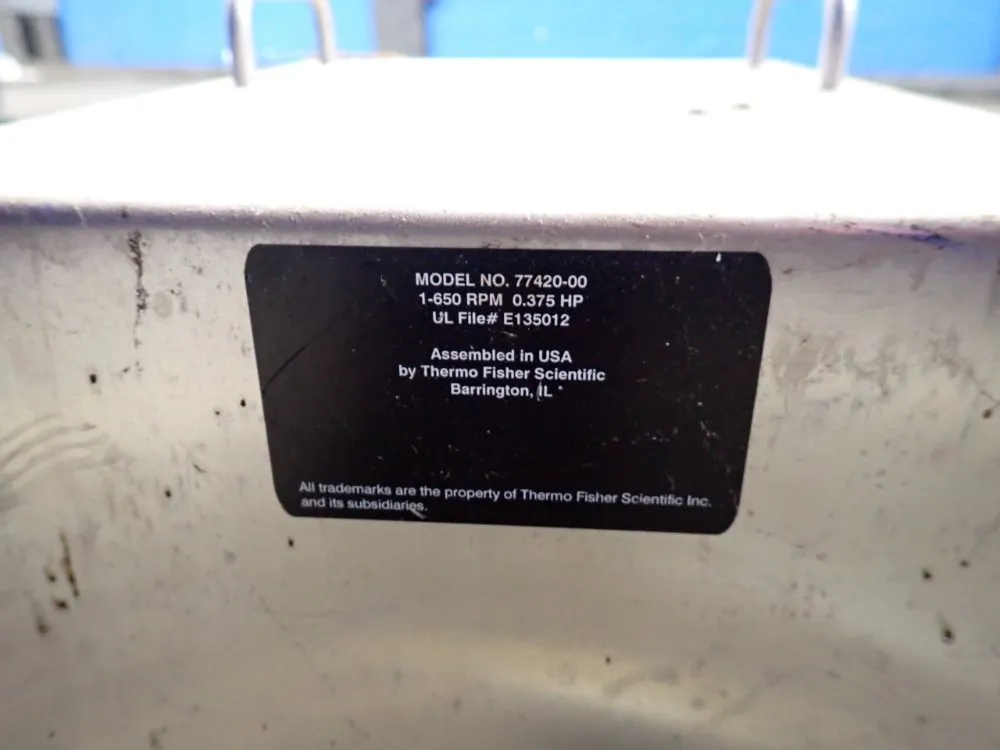 MODEL NO. 77420-00
1-650 RPM 0.375 HP
UL File# E135012
Assembled in USA
by Thermo Fisher Scientific
Barrington, IL
All trademarks are the property of Thermo Fisher Scientific Inc.
and its subsidiaries.